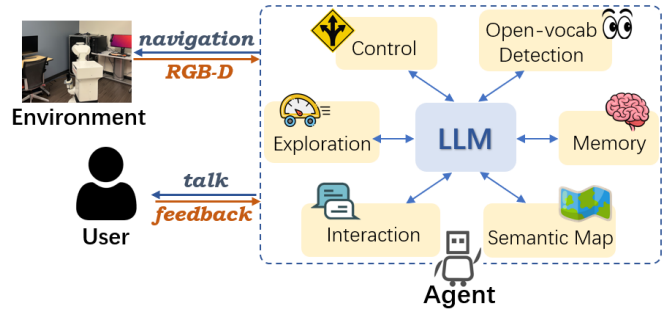 navigation
RGB-D
Environment
talk
feedback
User
Control
Open-vocab
Detection
Exploration
LLM
Memory
Interaction
Semantic Map
Agent